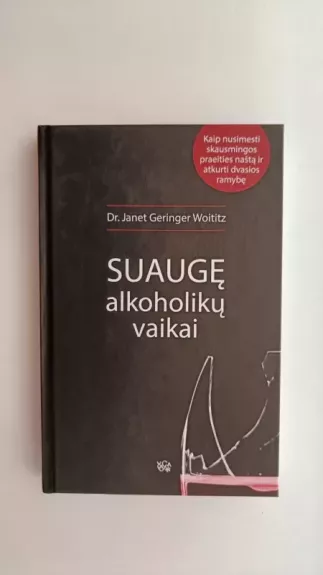 Kaip nusimesti
skausmingos
praeities naštą ir
atkurti dvasios
ramybę
Dr. Janet Geringer Woititz
SUAUGĘ
alkoholikų
vaikai